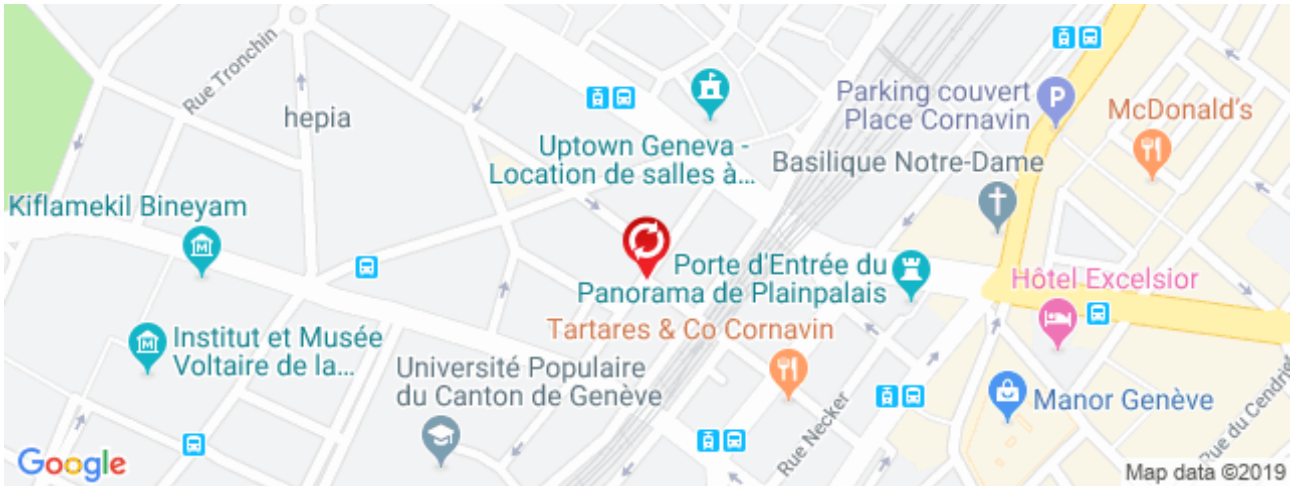 Rue Tronchin
hepia
Parking couvert
Place Cornavin
P
McDonald's
Uptown Geneva -
Location de salles à...
Basilique Notre-Dame
Kiflamekil Bineyam
M
Porte d'Entrée du
Panorama de Plainpalais
Hôtel Excelsior
Tartares & Co Cornavin
M
Institut et Musée
Voltaire de la...
Université Populaire
du Canton de Genève
Manor Genève
Rue Necker
Rue du Cendrier
Google
Map data ©2019